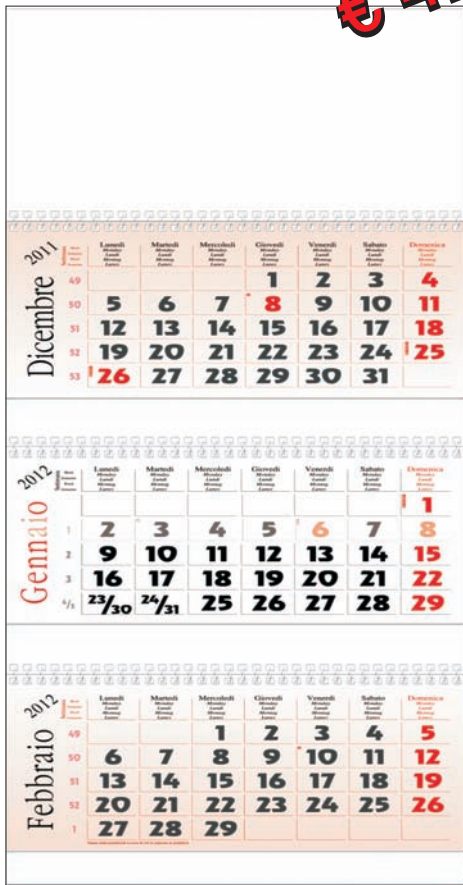 € 4
2011
Dicembre
Lunedì Martedì Mercoledì Giovedì Venerdì Sabato Domenica
49 1 2 3 4
50 5 6 7 8 9 10 11
51 12 13 14 15 16 17 18
52 19 20 21 22 23 24 25
53 26 27 28 29 30 31
2012
Gennaio
Lunedì Martedì Mercoledì Giovedì Venerdì Sabato Domenica
1
1 2 3 4 5 6 7 8
2 9 10 11 12 13 14 15
3 16 17 18 19 20 21 22
4/5 23/30 24/31 25 26 27 28 29
2012
Febbraio
Lunedì Martedì Mercoledì Giovedì Venerdì Sabato Domenica
49 1 2 3 4 5
50 6 7 8 9 10 11 12
51 13 14 15 16 17 18 19
52 20 21 22 23 24 25 26
1 27 28 29